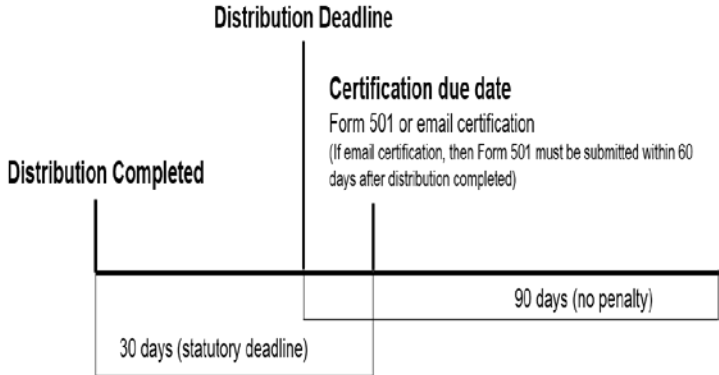 Distribution Deadline
Certification due date
Form 501 or email certification
(If email certification, then Form 501 must be submitted within 60
days after distribution completed)
Distribution Completed
90 days (no penalty)
30 days (statutory deadline)